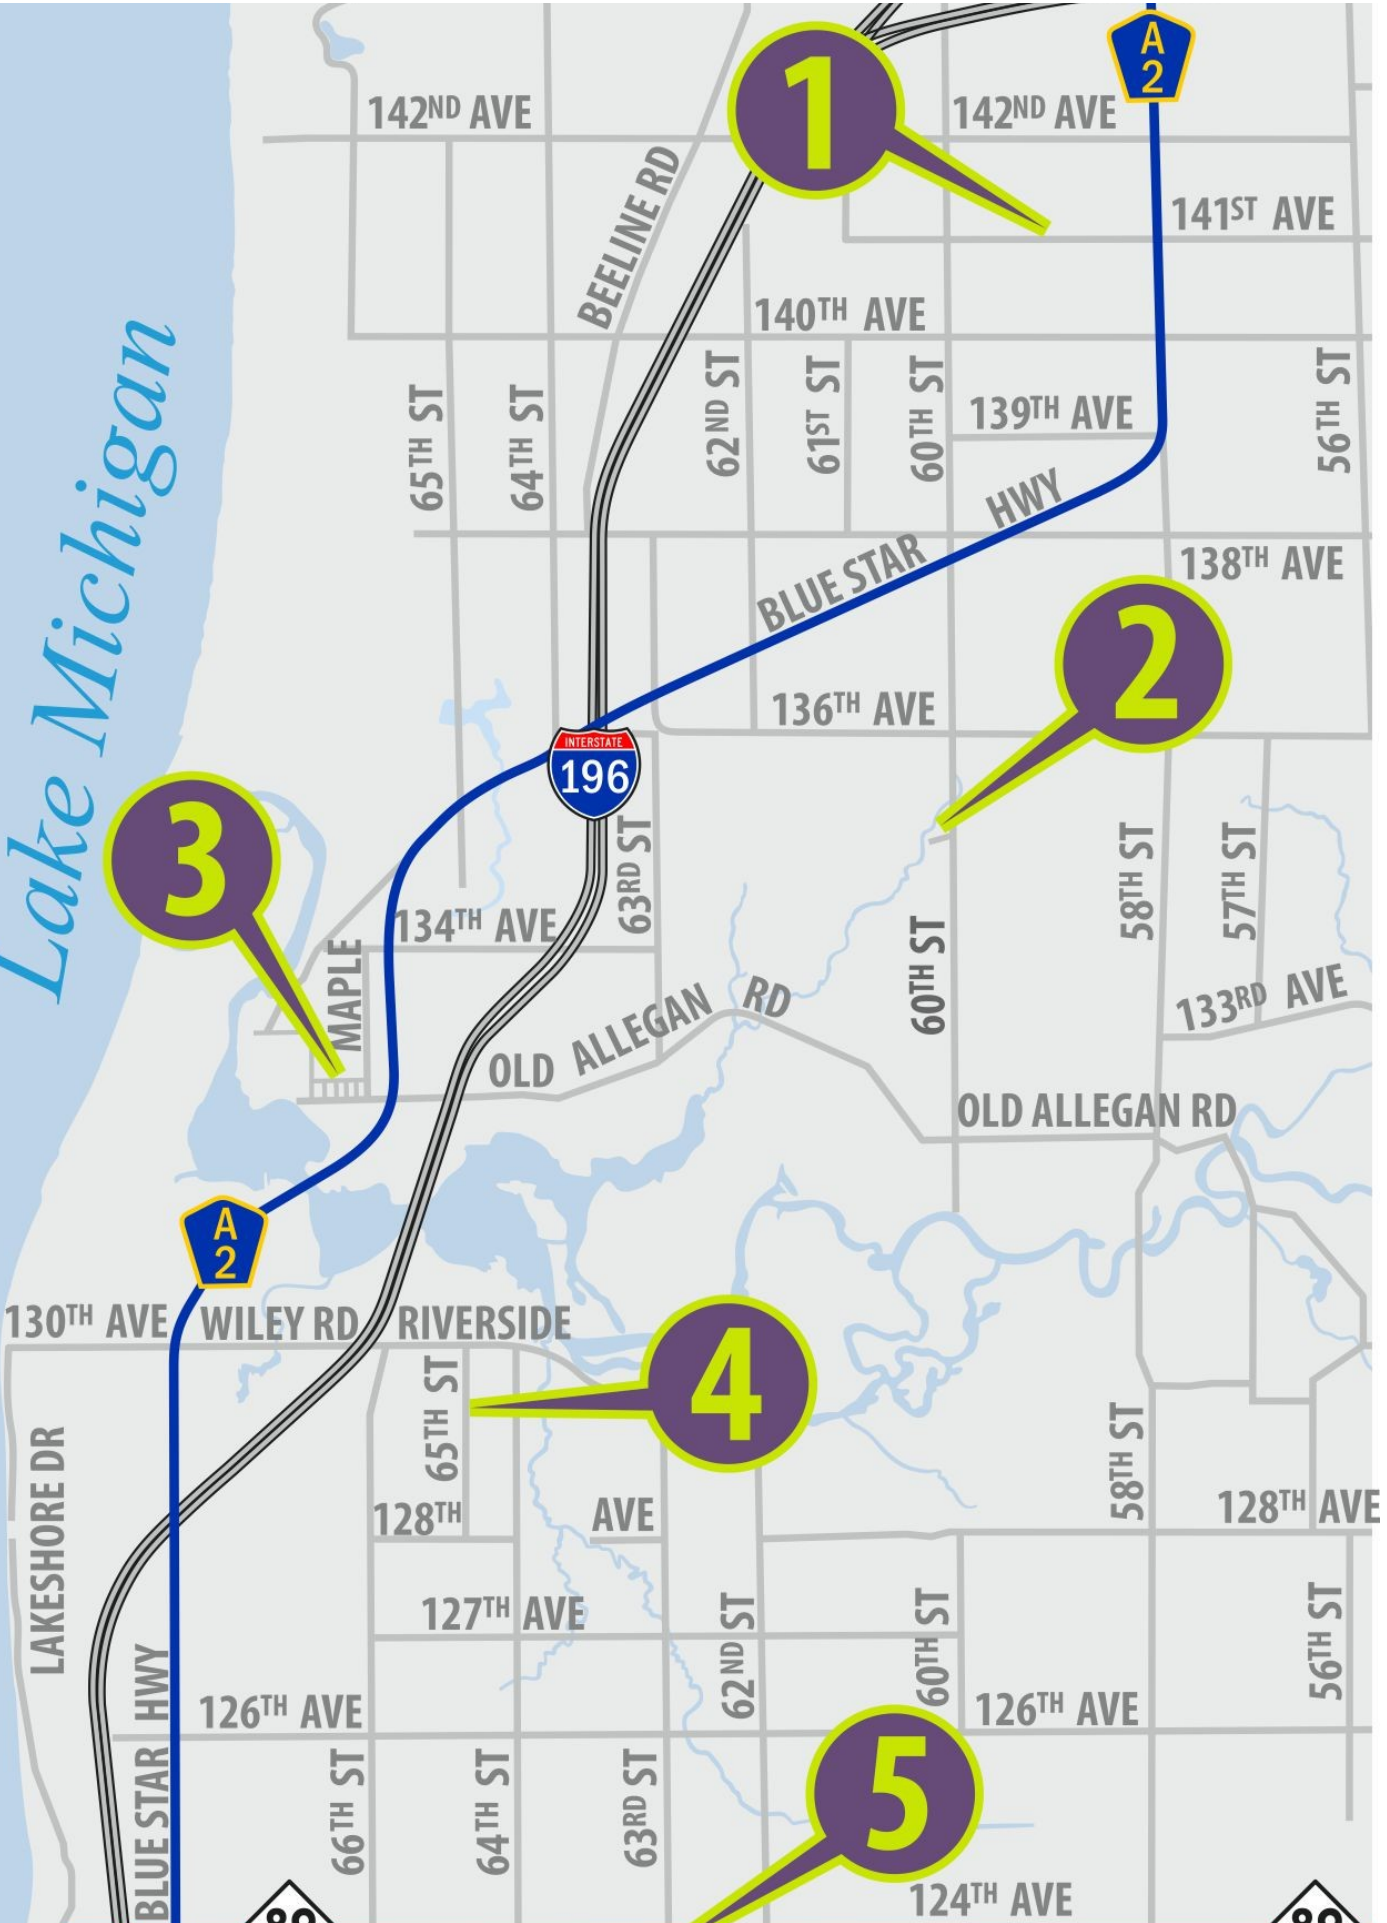 A
2
1
142ND AVE
142ND AVE
BEELINE RD
141ST AVE
140TH AVE
65TH ST
64TH ST
62ND ST
61ST ST
60TH ST
139TH AVE
56TH ST
Lake Michigan
BLUE STAR HWY
138TH AVE
2
136TH AVE
INTERSTATE
196
3
63RD ST
58TH ST
57TH ST
134TH AVE
MAPLE
60TH ST
133RD AVE
OLD ALLEGAN RD
OLD ALLEGAN RD
A
2
130TH AVE
WILEY RD
RIVERSIDE
4
65TH ST
58TH ST
LAKESHORE DR
128TH AVE
128TH AVE
127TH AVE
62ND ST
60TH ST
56TH ST
BLUE STAR HWY
126TH AVE
126TH AVE
5
66TH ST
64TH ST
63RD ST
124TH AVE
89
89